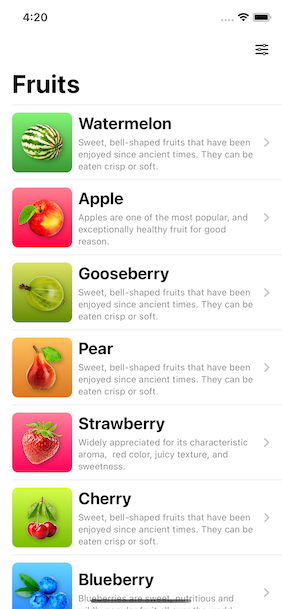 4:20
Fruits
Watermelon
Sweet, bell-shaped fruits that have been
enjoyed since ancient times. They can be
eaten crisp or soft.
Apple
Apples are one of the most popular, and
exceptionally healthy fruit for good
reason.
Gooseberry
Sweet, bell-shaped fruits that have been
enjoyed since ancient times. They can be
eaten crisp or soft.
Pear
Sweet, bell-shaped fruits that have been
enjoyed since ancient times. They can be
eaten crisp or soft.
Strawberry
Widely appreciated for its characteristic
aroma, red color, juicy texture, and
sweetness.
Cherry
Sweet, bell-shaped fruits that have been
enjoyed since ancient times. They can be
eaten crisp or soft.
Blueberry
Blueberries are sweet, nutritious and